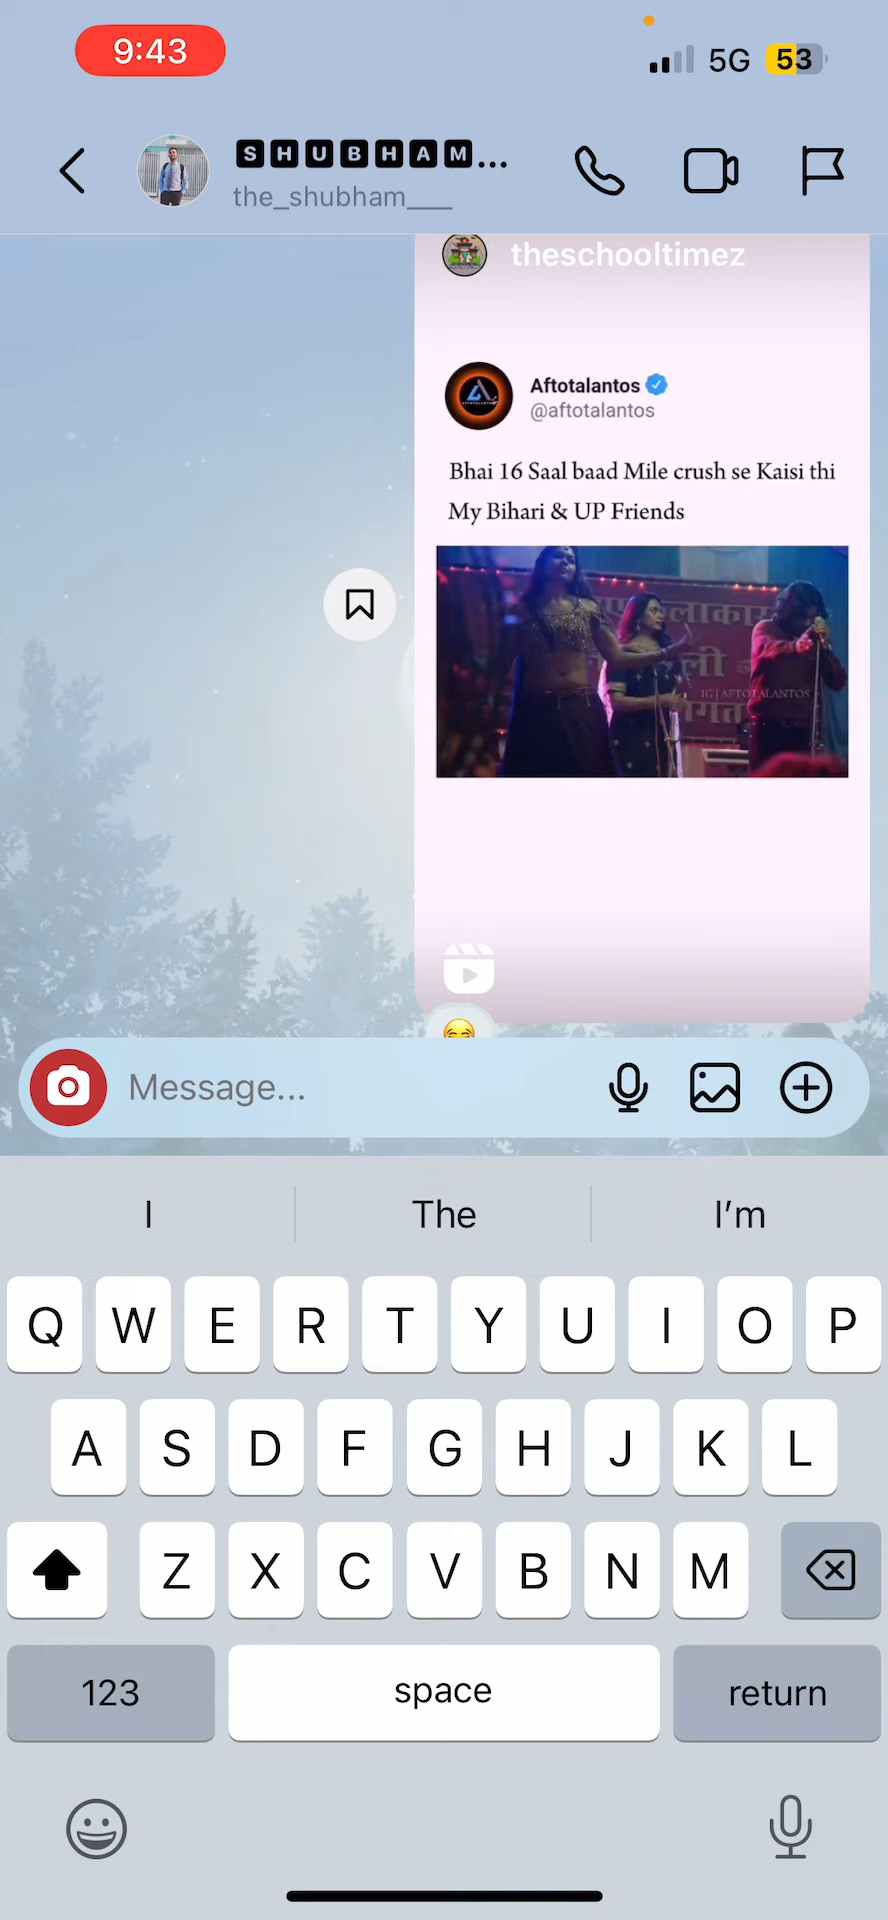 9:43
5G 53
SHUBHAM...
the_shubham___
theschooltimez
Aftotalantos
@aftotalantos
Bhai 16 Saal baad Mile crush se Kaisi thi
My Bihari & UP Friends
IG | AFTOTALANTOS
Message...
I The I'm
Q W E R T Y U I O P
A S D F G H J K L
Z X C V B N M
123 space return